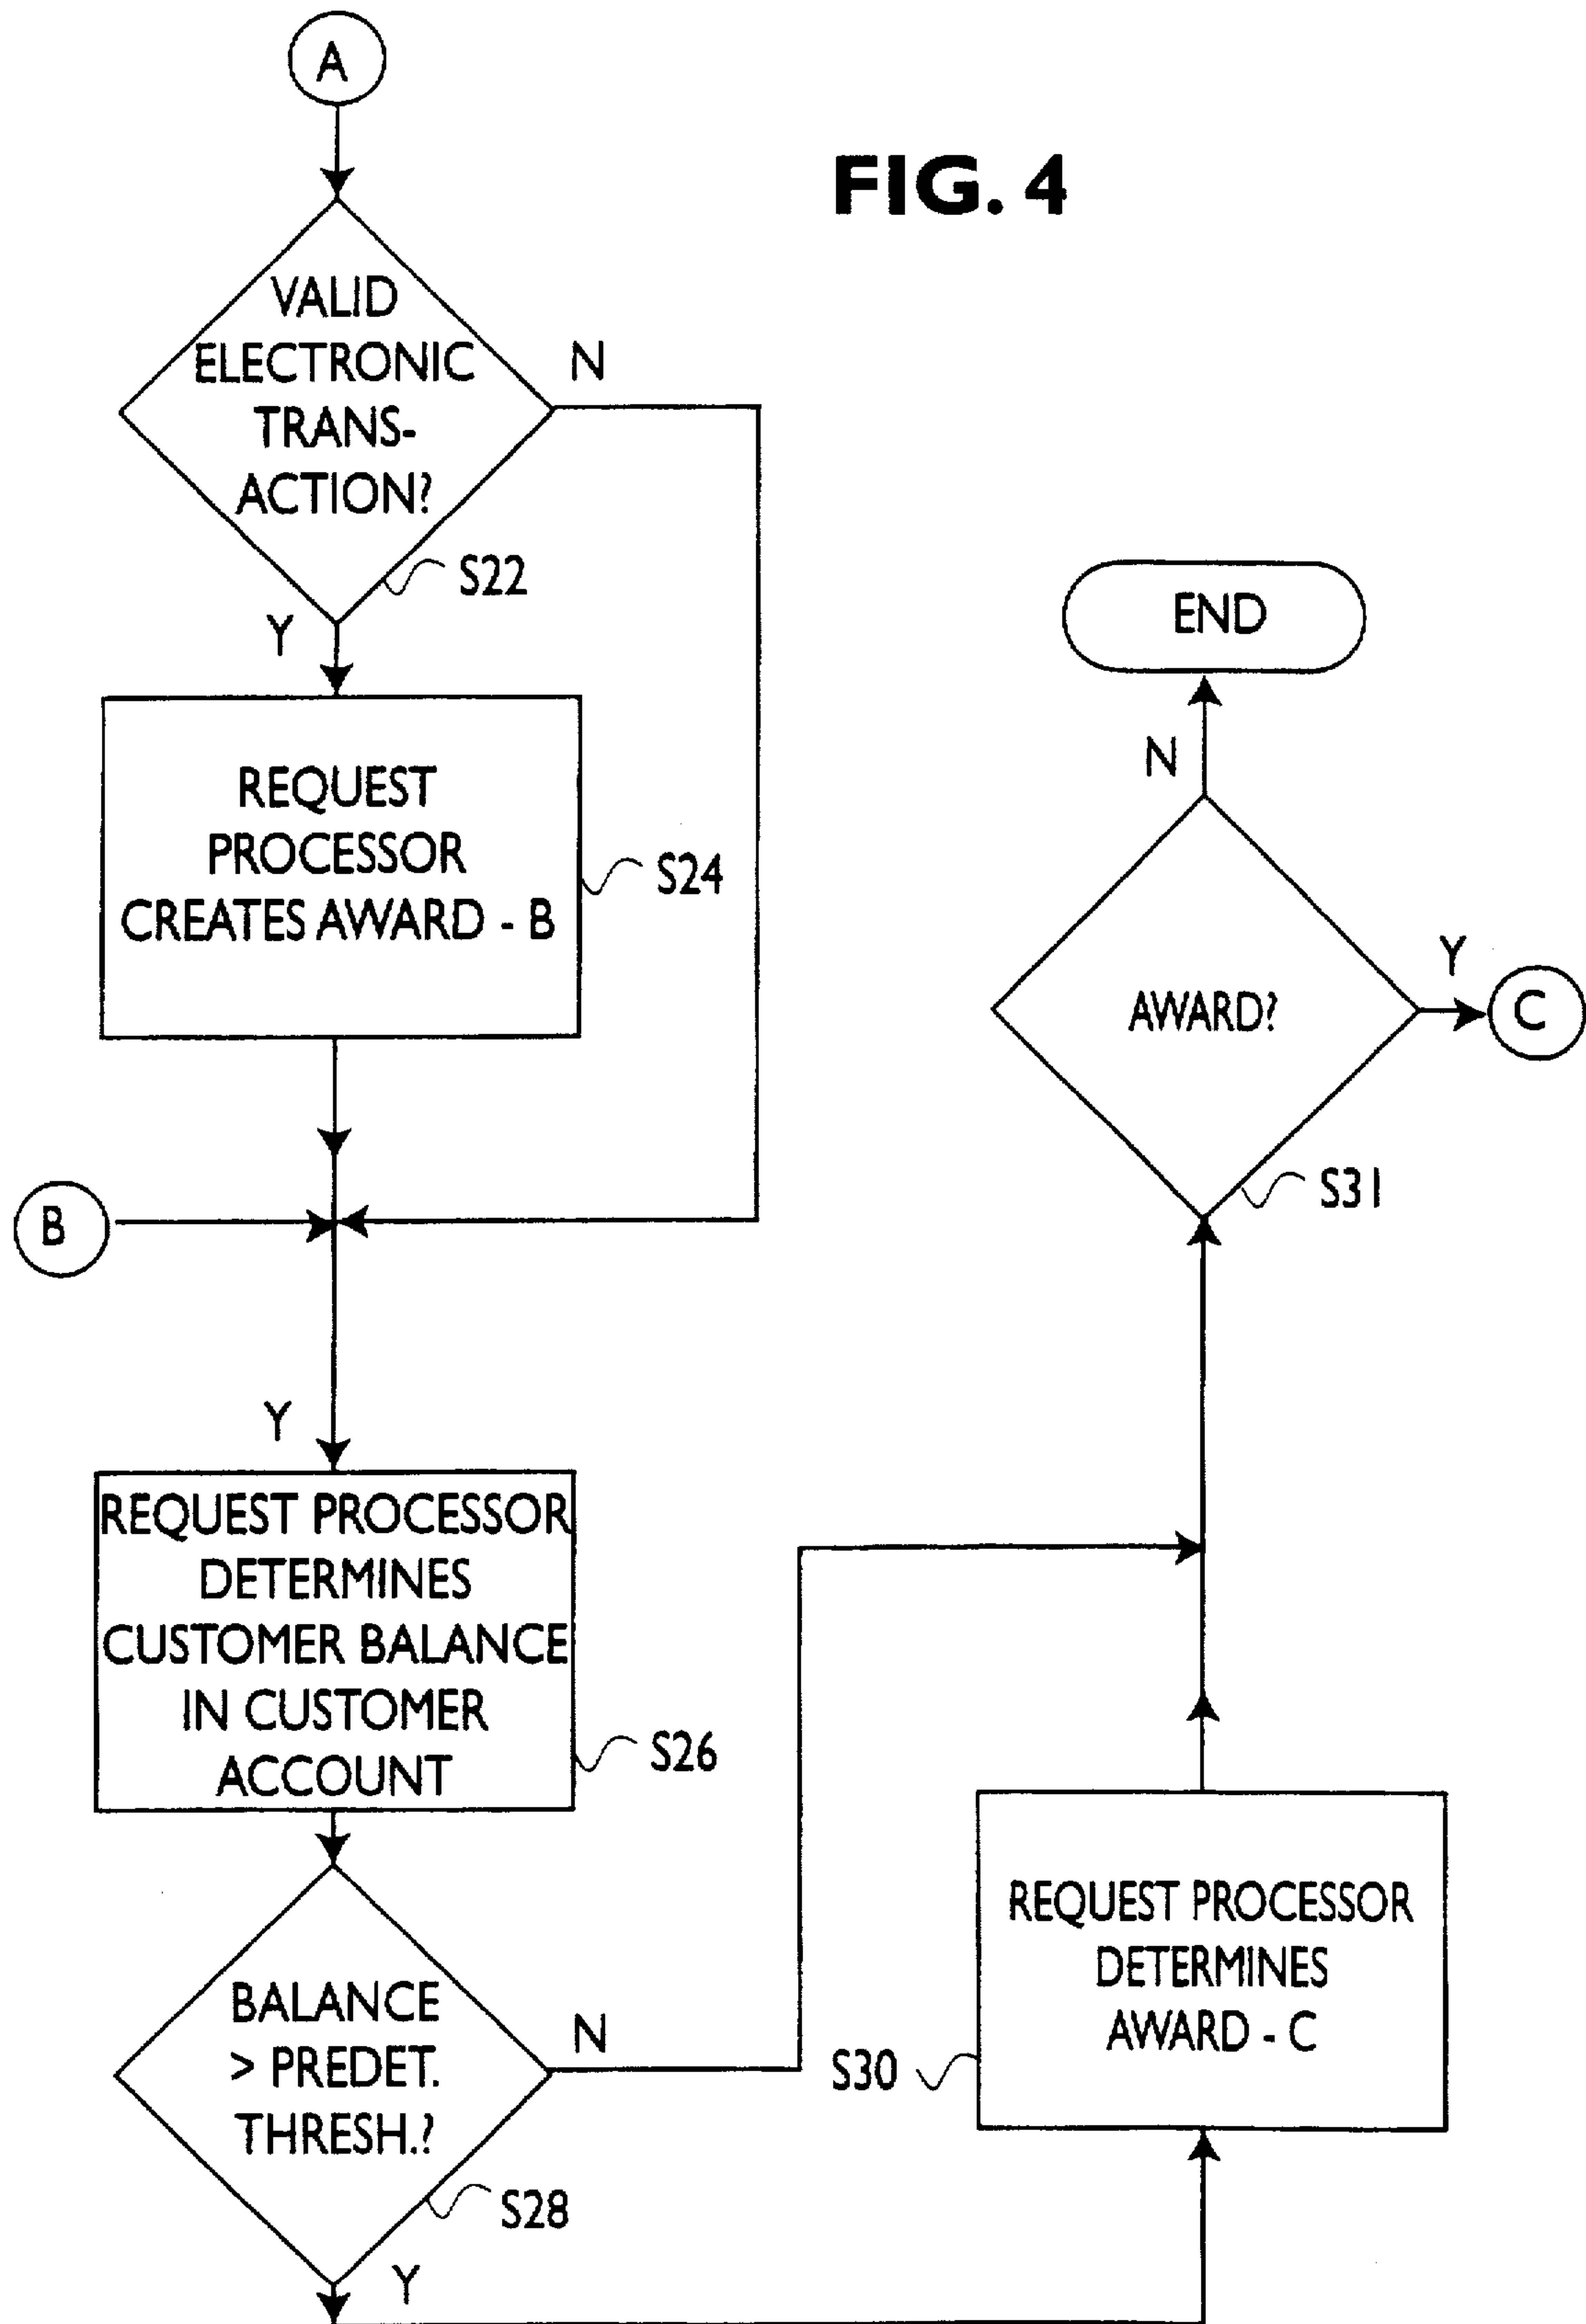 A
FIG. 4
VALID
ELECTRONIC
TRANS-
ACTION?
N
S22
Y
REQUEST
PROCESSOR
CREATES AWARD - B
S24
B
Y
REQUEST PROCESSOR
DETERMINES
CUSTOMER BALANCE
IN CUSTOMER
ACCOUNT
S26
BALANCE
> PREDET.
THRESH.?
N
S28
Y
REQUEST PROCESSOR
DETERMINES
AWARD - C
S30
AWARD?
S31
Y
C
N
END